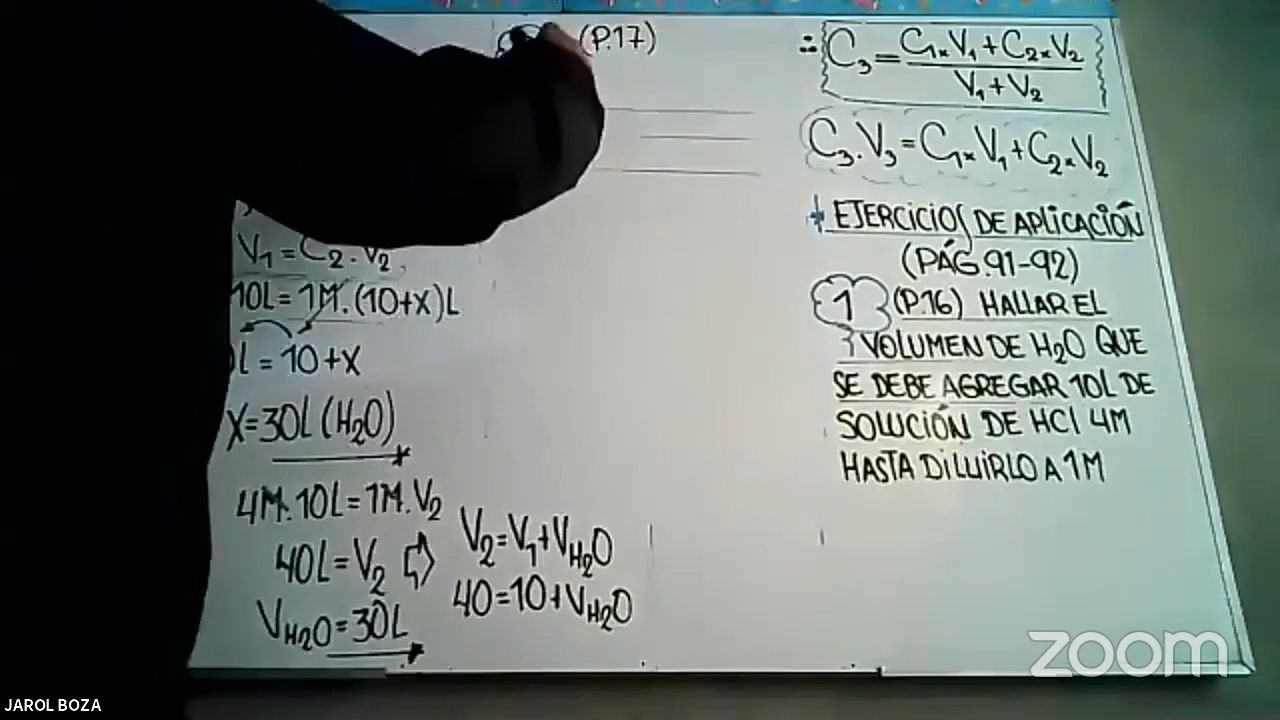 (P.17)
V₁=C₂.V₂
10L=1M.(10+x)L
L=10+x
X=30L(H₂O)
4M.10L=1M.V₂
40L=V₂ ⇨
V₂=V₁+VH₂O
40=10+VH₂O
VH₂O=30L
∴ C₃=C₁×V₁+C₂×V₂
V₁+V₂
C₃.V₃=C₁×V₁+C₂×V₂
EJERCICIOS DE APLICACIÓN
(PÁG.91-92)
1 (P.16) HALLAR EL
VOLUMEN DE H₂O QUE
SE DEBE AGREGAR 10L DE
SOLUCIÓN DE HCl 4M
HASTA DILUIRLO A 1M
zoom
JAROL BOZA